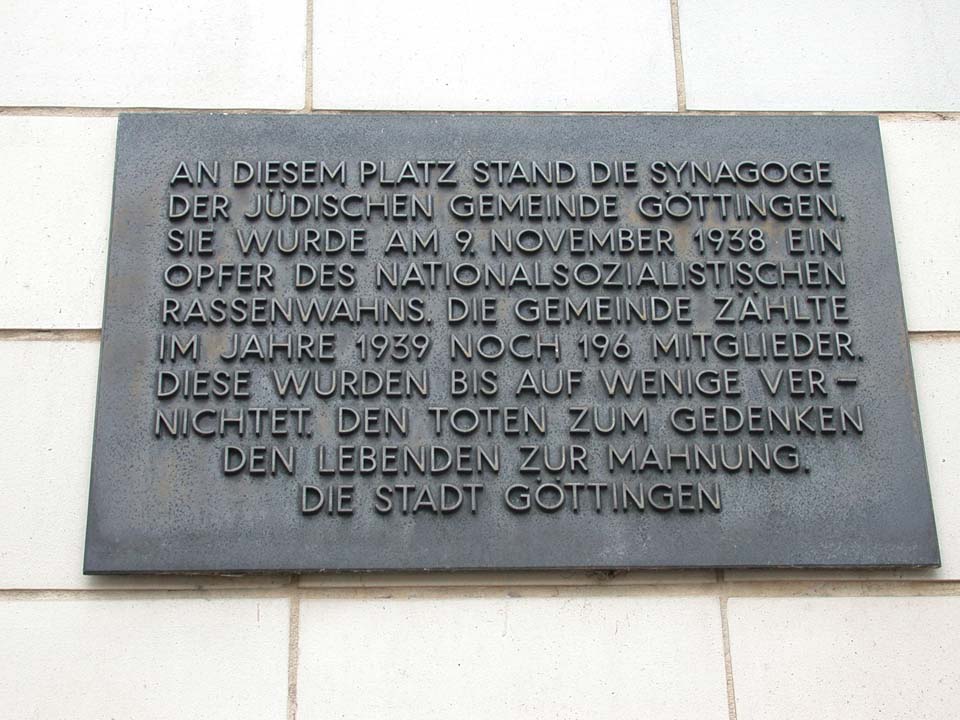 AN DIESEM PLATZ STAND DIE SYNAGOGE
DER JÜDISCHEN GEMEINDE GÖTTINGEN.
SIE WURDE AM 9. NOVEMBER 1938 EIN
OPFER DES NATIONALSOZIALISTISCHEN
RASSENWAHNS. DIE GEMEINDE ZÄHLTE
IM JAHRE 1939 NOCH 196 MITGLIEDER.
DIESE WURDEN BIS AUF WENIGE VER-
NICHTET. DEN TOTEN ZUM GEDENKEN
DEN LEBENDEN ZUR MAHNUNG.
DIE STADT GÖTTINGEN